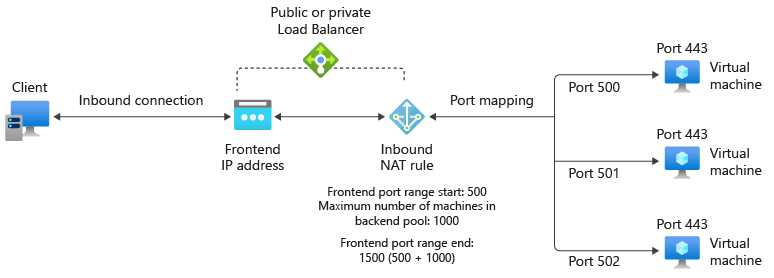 Public or private
Load Balancer
Client
Inbound connection
Frontend
IP address
Inbound
NAT rule
Port mapping
Frontend port range start: 500
Maximum number of machines in
backend pool: 1000
Frontend port range end:
1500 (500 + 1000)
Port 443
Virtual
machine
Port 500
Port 443
Virtual
machine
Port 501
Port 443
Virtual
machine
Port 502